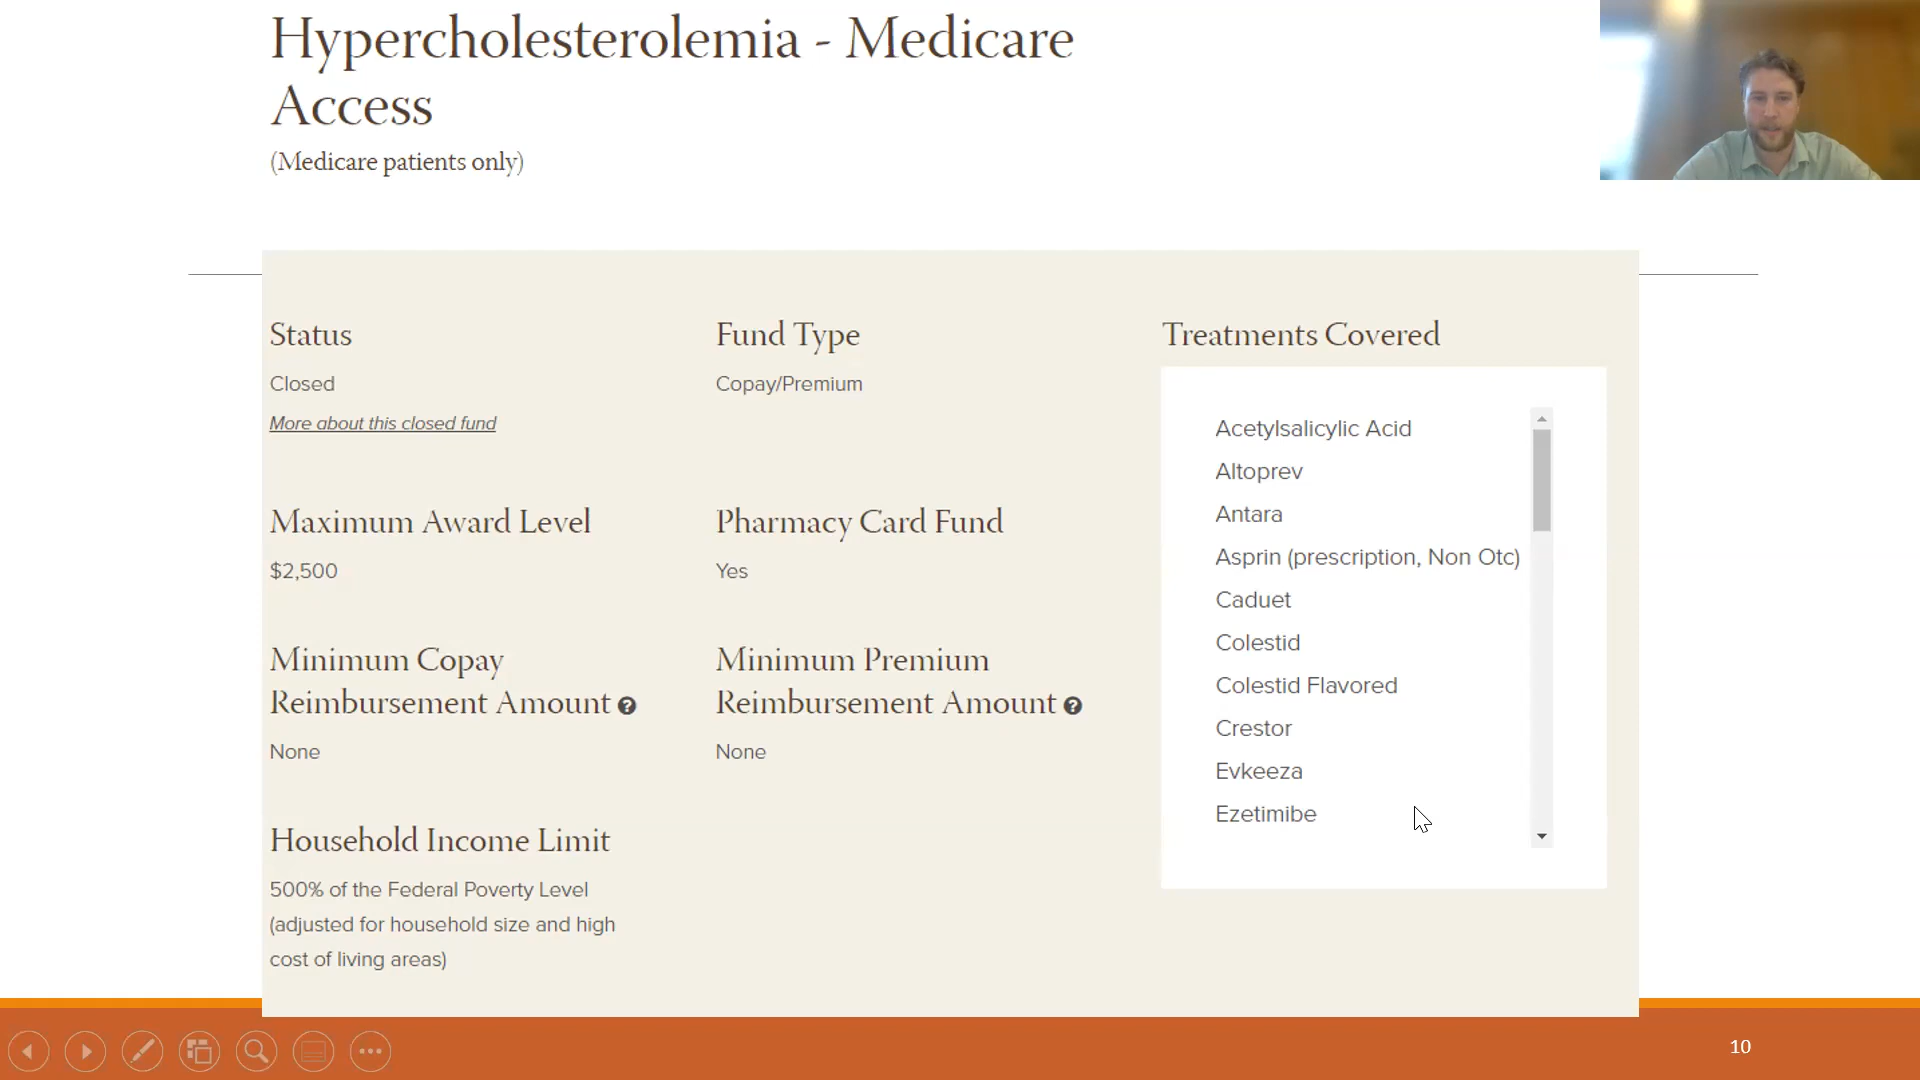 Hypercholesterolemia - Medicare
Access
(Medicare patients only)
Status
Closed
More about this closed fund
Fund Type
Copay/Premium
Treatments Covered
Acetylsalicylic Acid
Altoprev
Antara
Asprin (prescription, Non Otc)
Caduet
Colestid
Colestid Flavored
Crestor
Evkeeza
Ezetimibe
Maximum Award Level
$2,500
Pharmacy Card Fund
Yes
Minimum Copay
Reimbursement Amount ?
None
Minimum Premium
Reimbursement Amount ?
None
Household Income Limit
500% of the Federal Poverty Level
(adjusted for household size and high
cost of living areas)
10